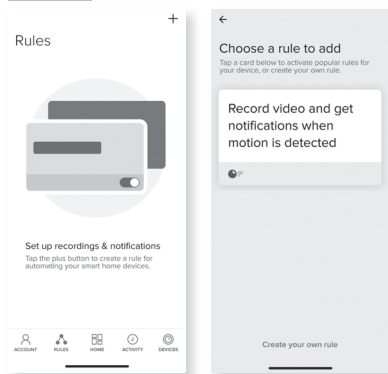 Rules
Set up recordings & notifications
Tap the plus button to create a rule for
automating your smart home devices.
ACCOUNT RULES HOME ACTIVITY DEVICES
Choose a rule to add
Tap a card below to activate popular rules for
your device, or create your own rule.
Record video and get
notifications when
motion is detected
Create your own rule